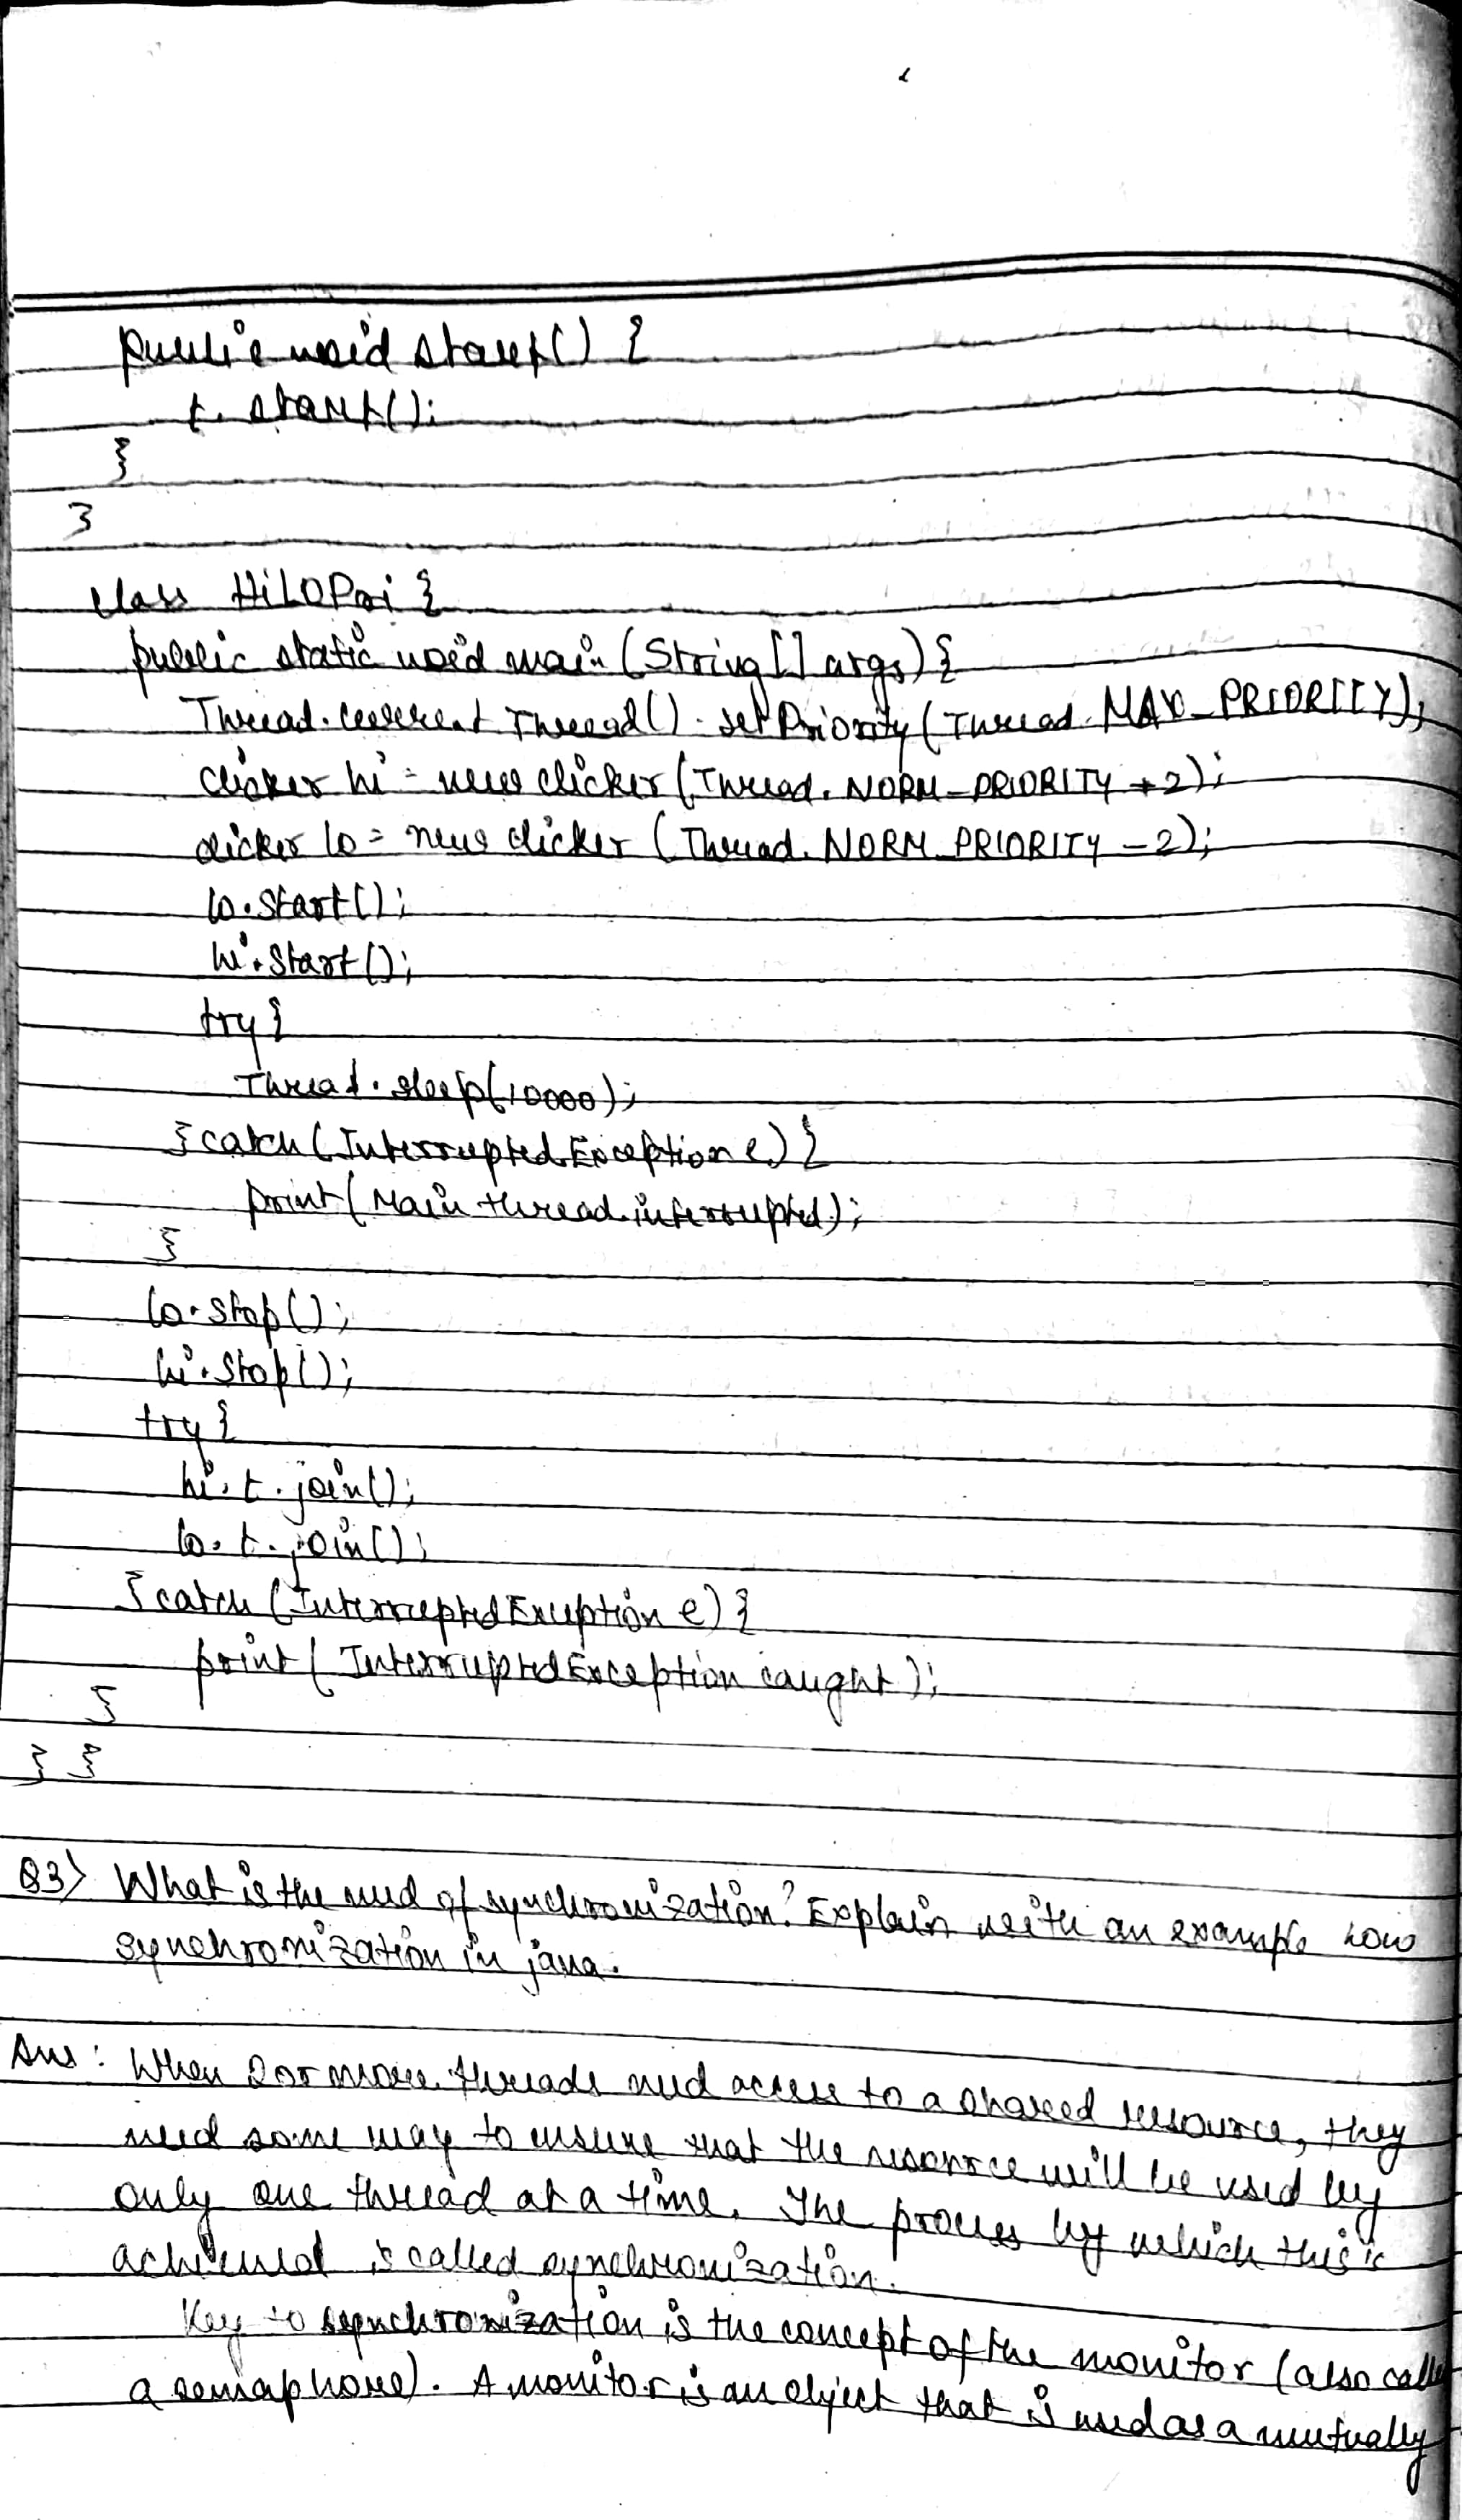 public void start() {
t. start();
}
}
class HiLOPri {
public static void main (String [] args) {
Thread.current Thread() . setPriority (Thread. MAX_PRIORITY);
clicker hi = new clicker (Thread. NORM_PRIORITY + 2);
clicker lo = new clicker (Thread. NORM_PRIORITY - 2);
lo.start();
hi.start();
try {
Thread.sleep(10000);
} catch (InterruptedException e) {
print (Main thread interrupted);
}
lo.stop();
hi.stop();
try {
hi.t.join();
lo.t.join();
} catch (InterruptedException e) {
print (InterruptedException caught);
}
} }
Q3) What is the need of synchronization? Explain with an example how
synchronization in java.
Ans : When 2 or more threads need access to a shared resource, they
need some way to ensure that the resource will be used by
only one thread at a time. The process by which this is
achieved is called synchronization.
Key to synchronization is the concept of the monitor (also call
a semaphore). A monitor is an object that is used as a mutually